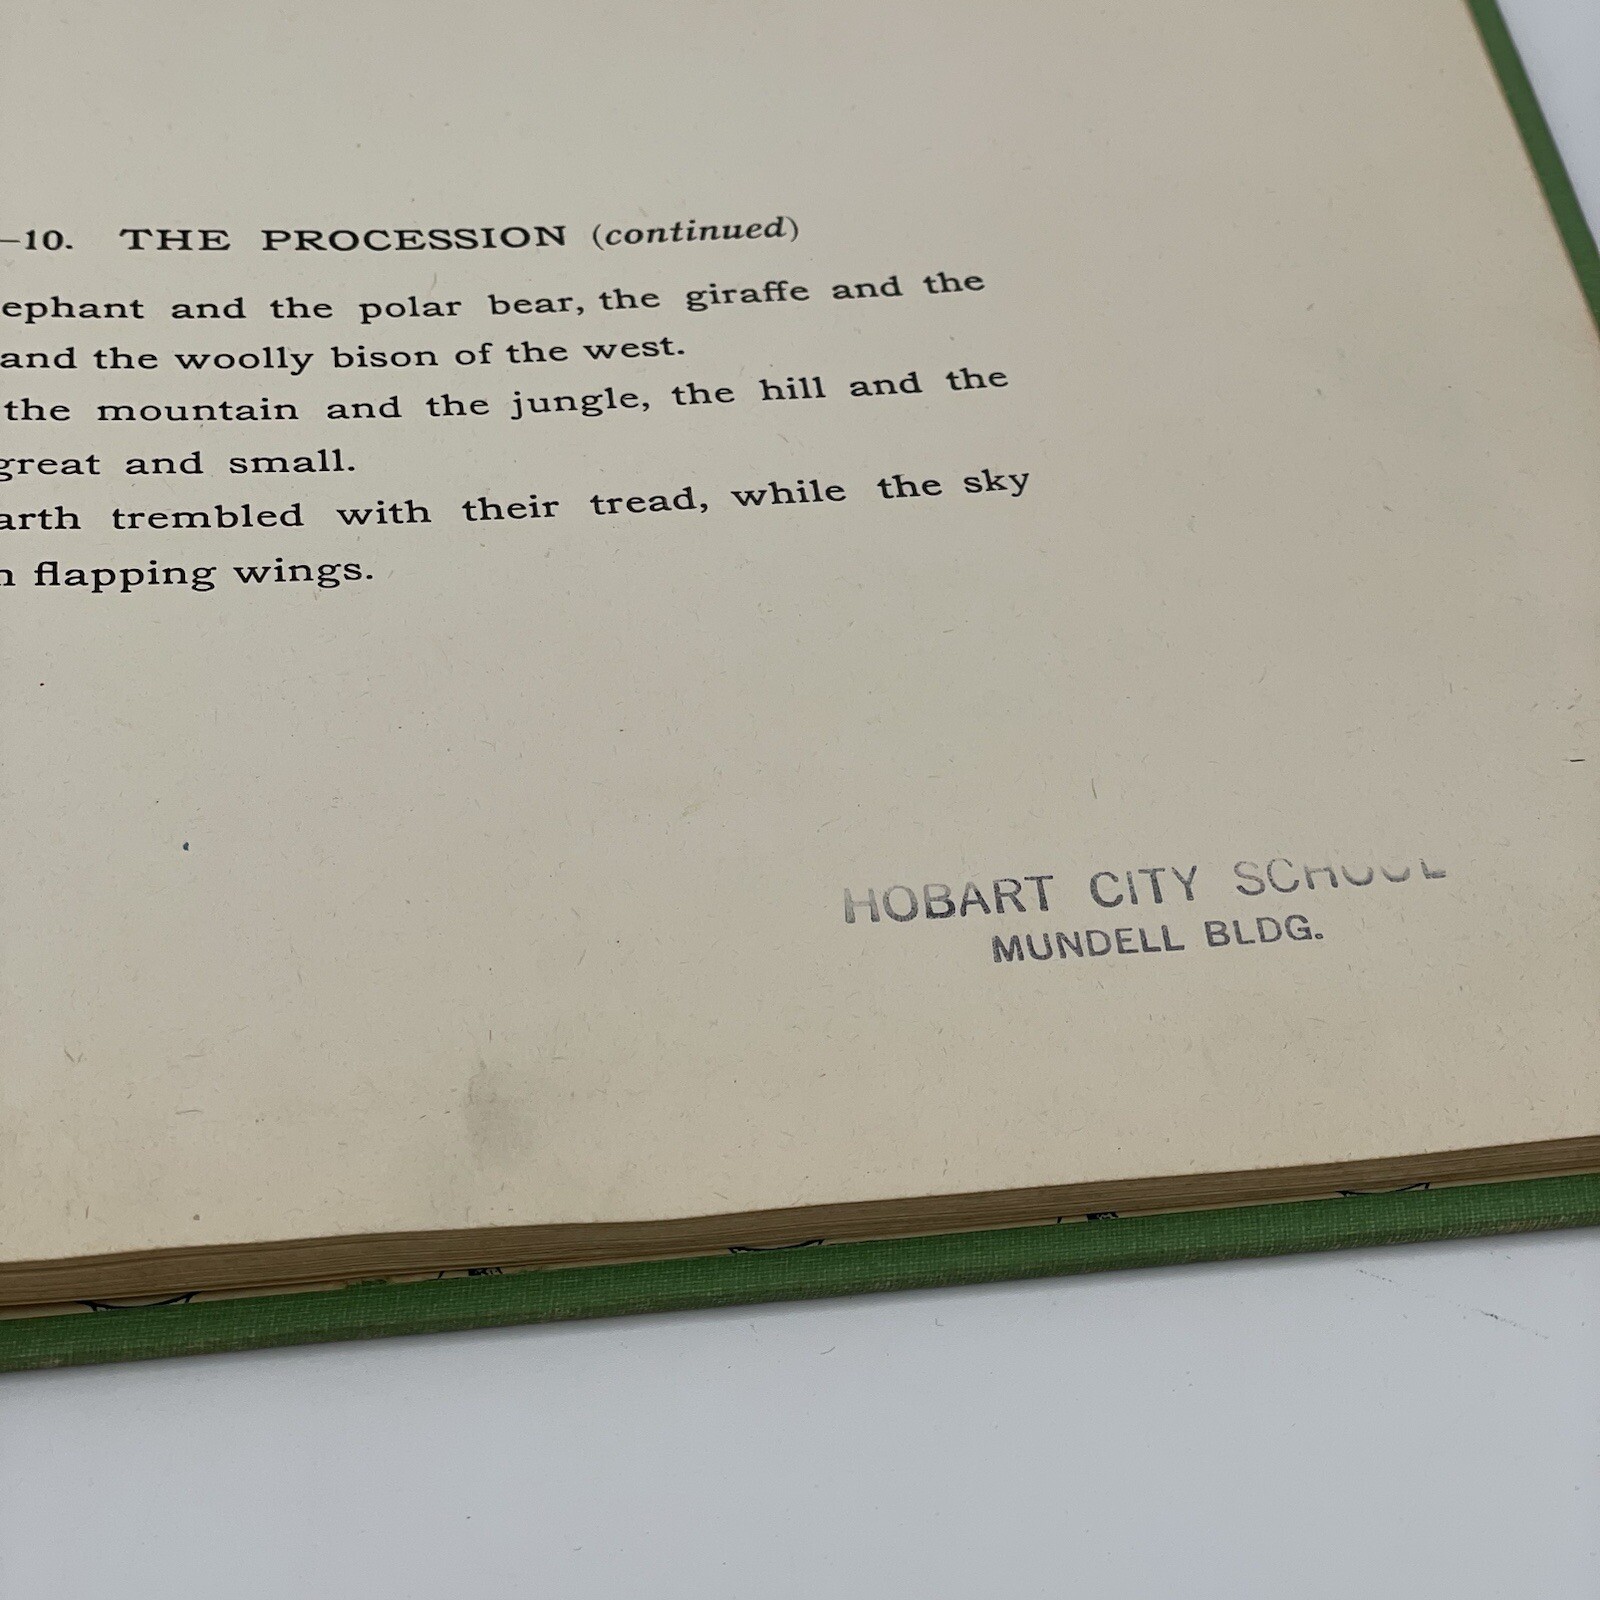 –10. THE PROCESSION (continued)
ephant and the polar bear, the giraffe and the
and the woolly bison of the west.
the mountain and the jungle, the hill and the
great and small.
arth trembled with their tread, while the sky
n flapping wings.
HOBART CITY SCHOOL
MUNDELL BLDG.